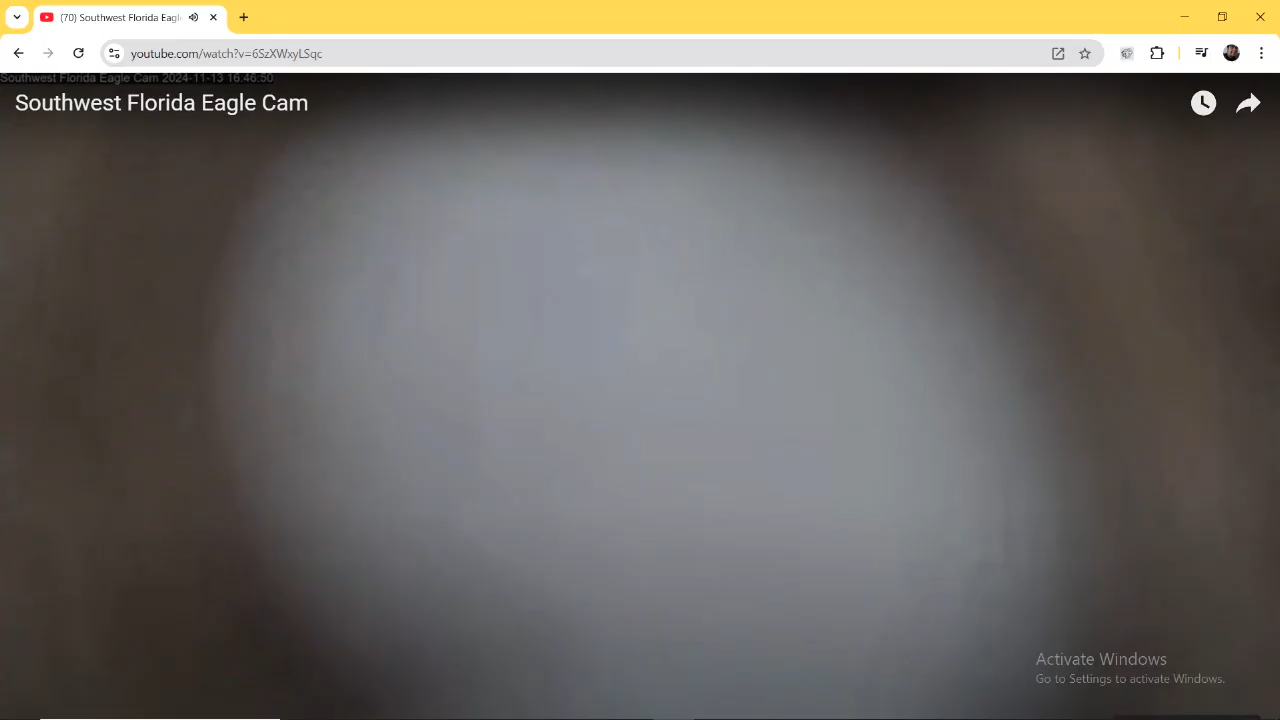 (70) Southwest Florida Eagl
youtube.com/watch?v=6SzXWxyLSqc
Southwest Florida Eagle Cam 2024-11-13 16:46:50
Southwest Florida Eagle Cam
Activate Windows
Go to Settings to activate Windows.